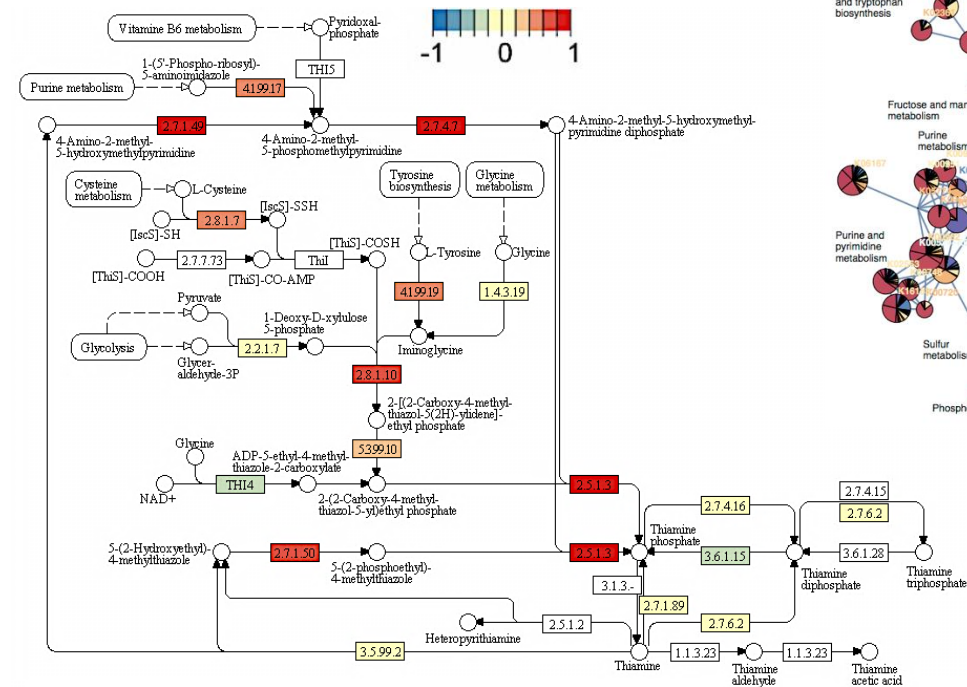 Vitamine B6 metabolism
Pyridoxal-
phosphate
-1
0
1
and tryptophan
biosynthesis
THI5
1-(5'-Phospho-ribosyl)-
5-aminoimidazole
Purine metabolism
4.1.99.17
2.7.1.49
2.7.4.7
4-Amino-2-methyl-
5-hydroxymethylpyrimidine
4-Amino-2-methyl-
5-phosphomethylpyrimidine
4-Amino-2-methyl-5-hydroxymethyl-
pyrimidine diphosphate
Fructose and man
metabolism
Purine
metabolism
Cysteine
metabolism
L-Cysteine
Tyrosine
biosynthesis
Glycine
metabolism
[IscS]-SSH
2.8.1.7
[IscS]-SH
[ThiS]-COSH
2.7.7.73
ThiI
[ThiS]-COOH
[ThiS]-CO-AMP
L-Tyrosine
Glycine
Purine and
pyrimidine
metabolism
4.1.99.19
1.4.3.19
Pyruvate
1-Deoxy-D-xylulose
5-phosphate
Glycolysis
2.2.1.7
Iminoglycine
Glycer-
aldehyde-3P
Sulfur
metabolis
2.8.1.10
2-[(2-Carboxy-4-methyl-
thiazol-5(2H)-ylidene]-
ethyl phosphate
Phosph
5.3.99.10
Glycine
ADP-5-ethyl-4-methyl-
thiazole-2-carboxylate
THI4
NAD+
2-(2-Carboxy-4-methyl-
thiazol-5-yl)ethyl phosphate
2.5.1.3
2.7.4.16
2.7.4.15
2.7.6.2
Thiamine
phosphate
5-(2-Hydroxyethyl)-
4-methylthiazole
2.7.1.50
5-(2-phosphoethyl)-
4-methylthiazole
2.5.1.3
3.6.1.15
3.6.1.28
Thiamine
diphosphate
Thiamine
triphosphate
3.1.3.-
2.7.1.89
2.7.6.2
2.5.1.2
Heteropyrithiamine
3.5.99.2
Thiamine
1.1.3.23
Thiamine
aldehyde
1.1.3.23
Thiamine
acetic acid